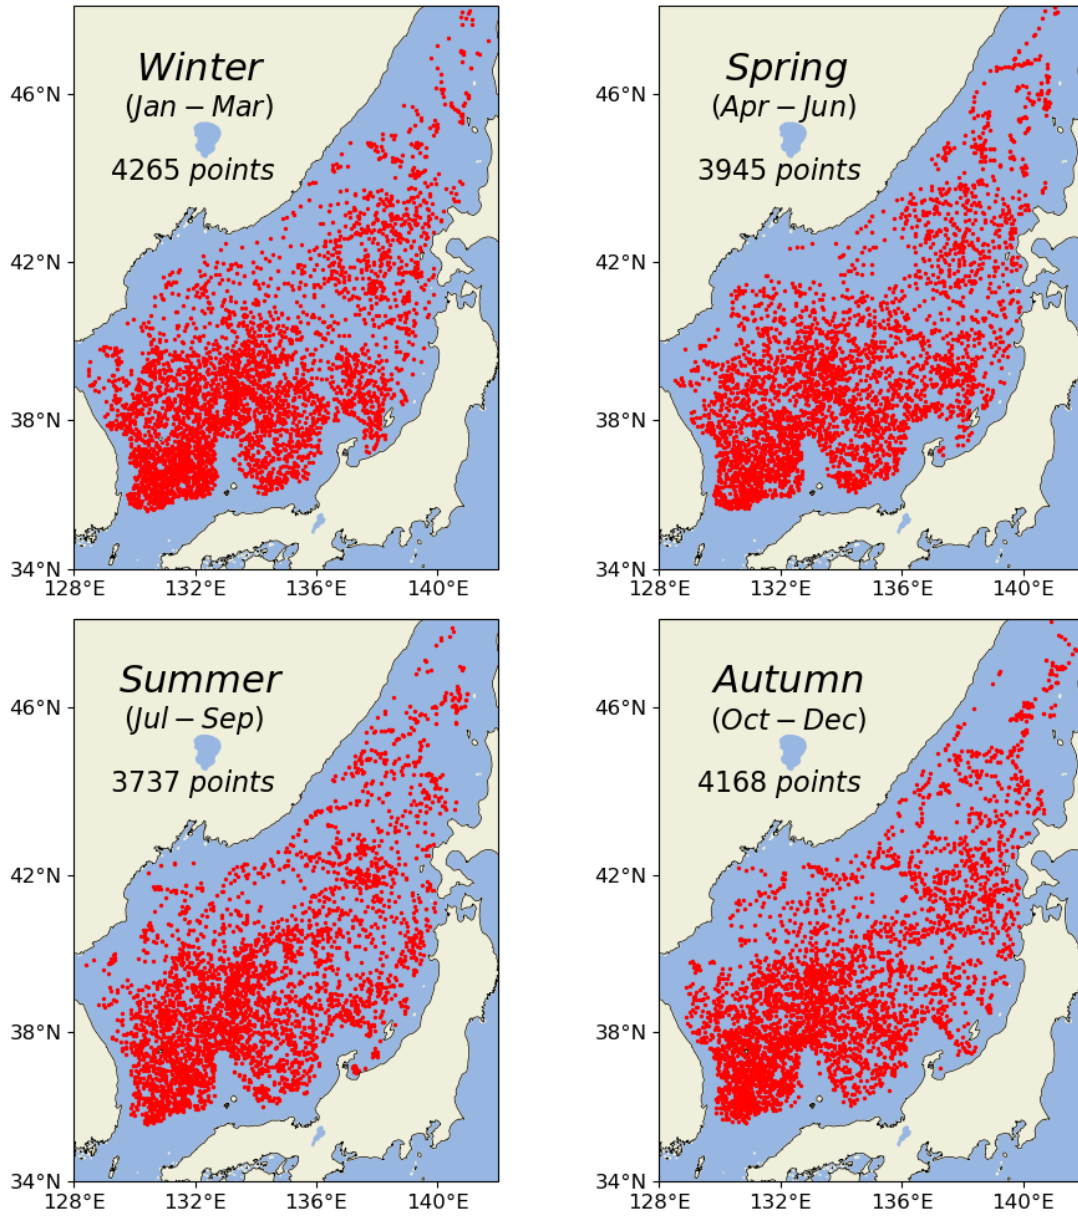 Winter
(Jan − Mar)
4265 points
46°N
42°N
38°N
34°N
128°E 132°E 136°E 140°E
Spring
(Apr − Jun)
3945 points
46°N
42°N
38°N
34°N
128°E 132°E 136°E 140°E
Summer
(Jul − Sep)
3737 points
46°N
42°N
38°N
34°N
128°E 132°E 136°E 140°E
Autumn
(Oct − Dec)
4168 points
46°N
42°N
38°N
34°N
128°E 132°E 136°E 140°E